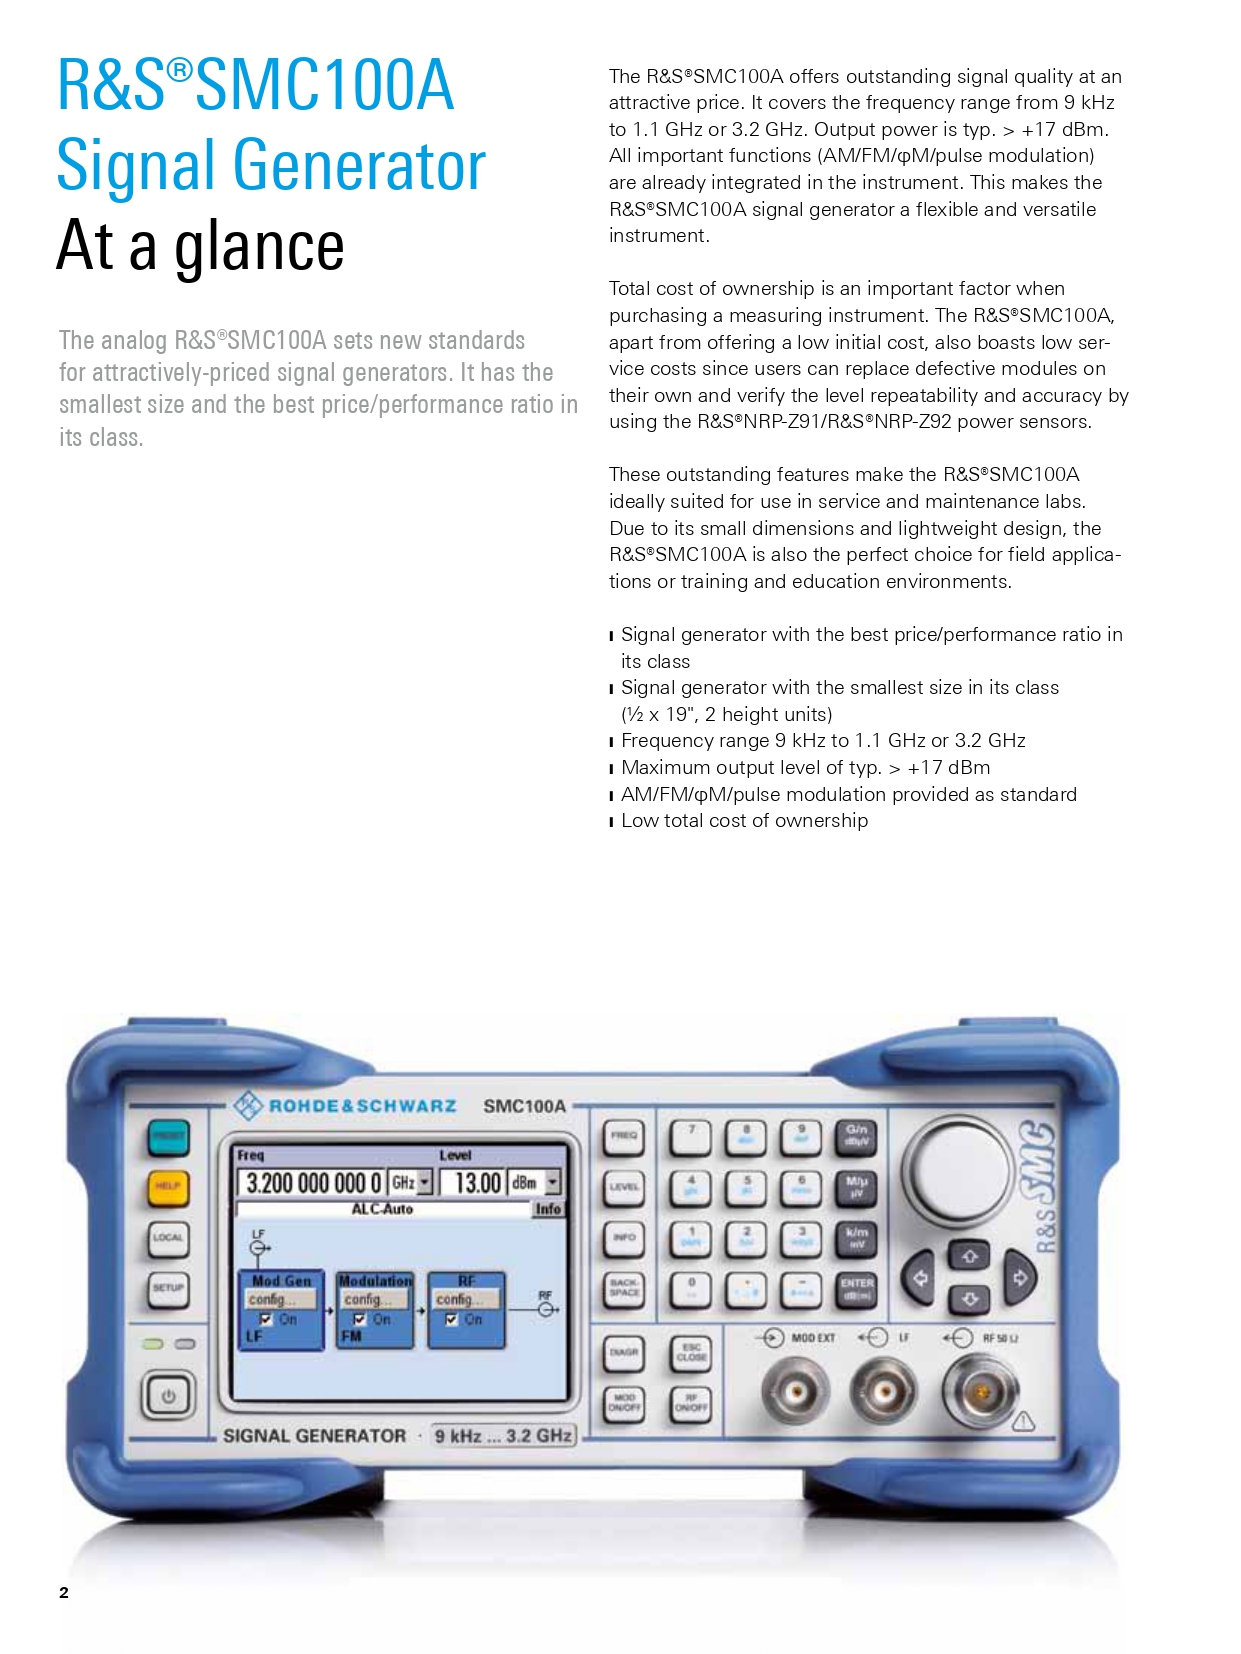 R&S®SMC100A
Signal Generator
At a glance
The analog R&S®SMC100A sets new standards
for attractively-priced signal generators. It has the
smallest size and the best price/performance ratio in
its class.
The R&S®SMC100A offers outstanding signal quality at an
attractive price. It covers the frequency range from 9 kHz
to 1.1 GHz or 3.2 GHz. Output power is typ. > +17 dBm.
All important functions (AM/FM/φM/pulse modulation)
are already integrated in the instrument. This makes the
R&S®SMC100A signal generator a flexible and versatile
instrument.
Total cost of ownership is an important factor when
purchasing a measuring instrument. The R&S®SMC100A,
apart from offering a low initial cost, also boasts low ser-
vice costs since users can replace defective modules on
their own and verify the level repeatability and accuracy by
using the R&S®NRP-Z91/R&S®NRP-Z92 power sensors.
These outstanding features make the R&S®SMC100A
ideally suited for use in service and maintenance labs.
Due to its small dimensions and lightweight design, the
R&S®SMC100A is also the perfect choice for field applica-
tions or training and education environments.
Signal generator with the best price/performance ratio in
its class
Signal generator with the smallest size in its class
(½ x 19", 2 height units)
Frequency range 9 kHz to 1.1 GHz or 3.2 GHz
Maximum output level of typ. > +17 dBm
AM/FM/φM/pulse modulation provided as standard
Low total cost of ownership
ROHDE&SCHWARZ SMC100A
PRESET
HELP
LOCAL
SETUP
Freq Level
3.200 000 000 0 GHz 13.00 dBm
ALC-Auto Info
LF
Mod Gen Modulation RF
config... config... config... RF
On On On
LF FM
SIGNAL GENERATOR · 9 kHz ... 3.2 GHz
FREQ 7 8 9 G/n dBµV
LEVEL 4 5 6 M/µ µV
INFO 1 2 3 k/m mV
BACK SPACE 0 . – ENTER dB(m)
DIAGR ESC CLOSE
MOD ON/OFF RF ON/OFF
MOD EXT LF RF 50 Ω
R&S SMC
2